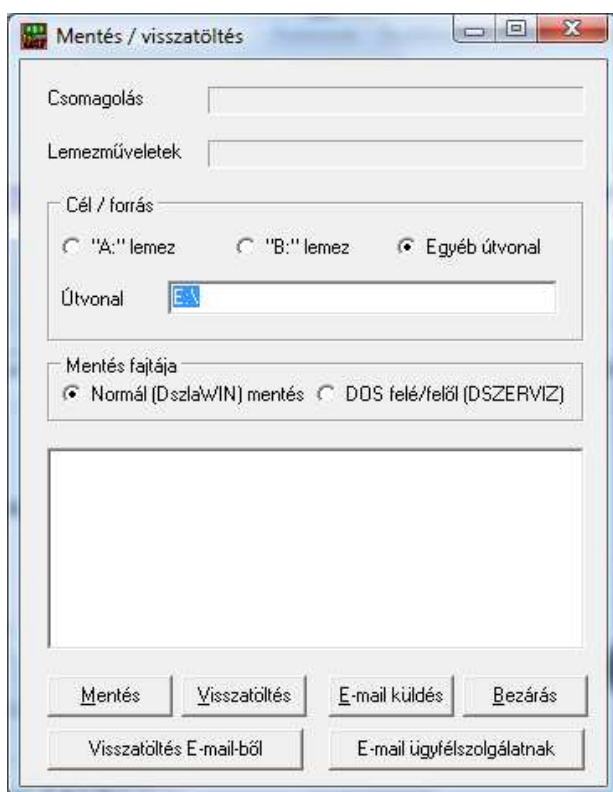 Mentés / visszatöltés
Csomagolás
Lemezműveletek
Cél / forrás
"A:" lemez "B:" lemez Egyéb útvonal
Útvonal E:\
Mentés fajtája
Normál (DszlaWIN) mentés DOS felé/felől (DSZERVIZ)
Mentés Visszatöltés E-mail küldés Bezárás
Visszatöltés E-mail-ből E-mail ügyfélszolgálatnak